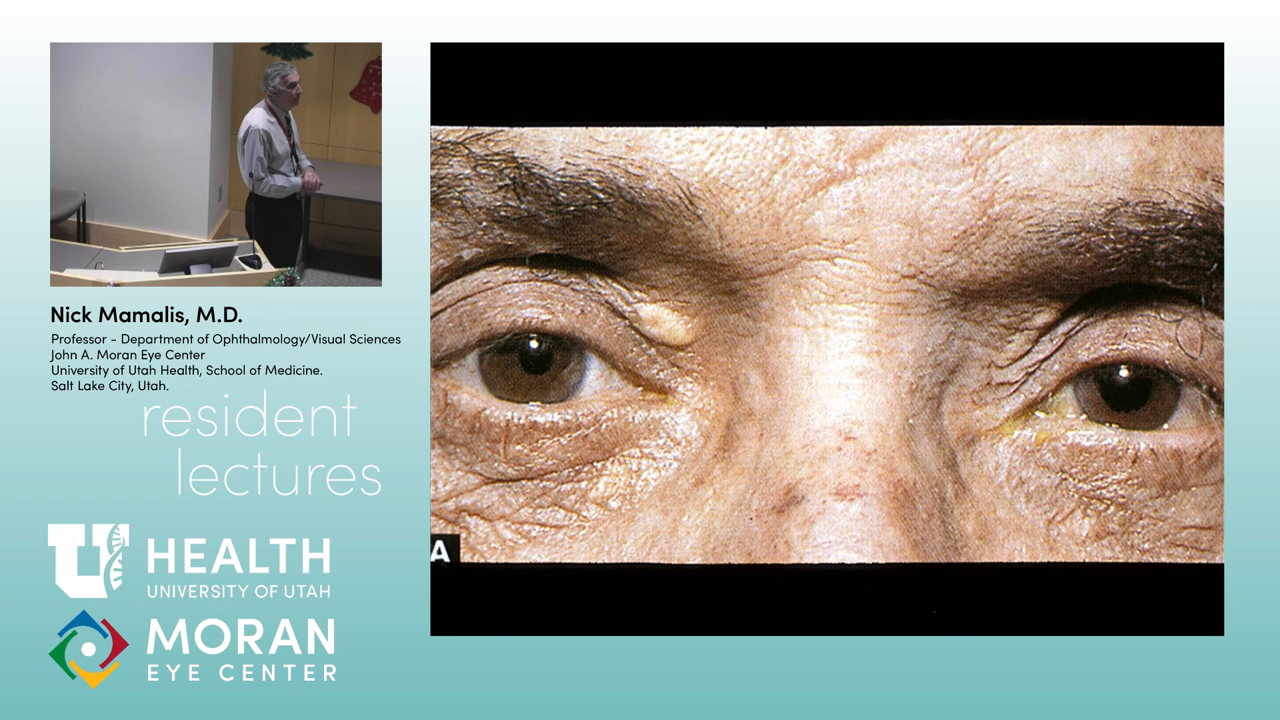 Nick Mamalis, M.D.
Professor - Department of Ophthalmology/Visual Sciences
John A. Moran Eye Center
University of Utah Health, School of Medicine.
Salt Lake City, Utah.
resident
lectures
U HEALTH
UNIVERSITY OF UTAH
MORAN
EYE CENTER
A